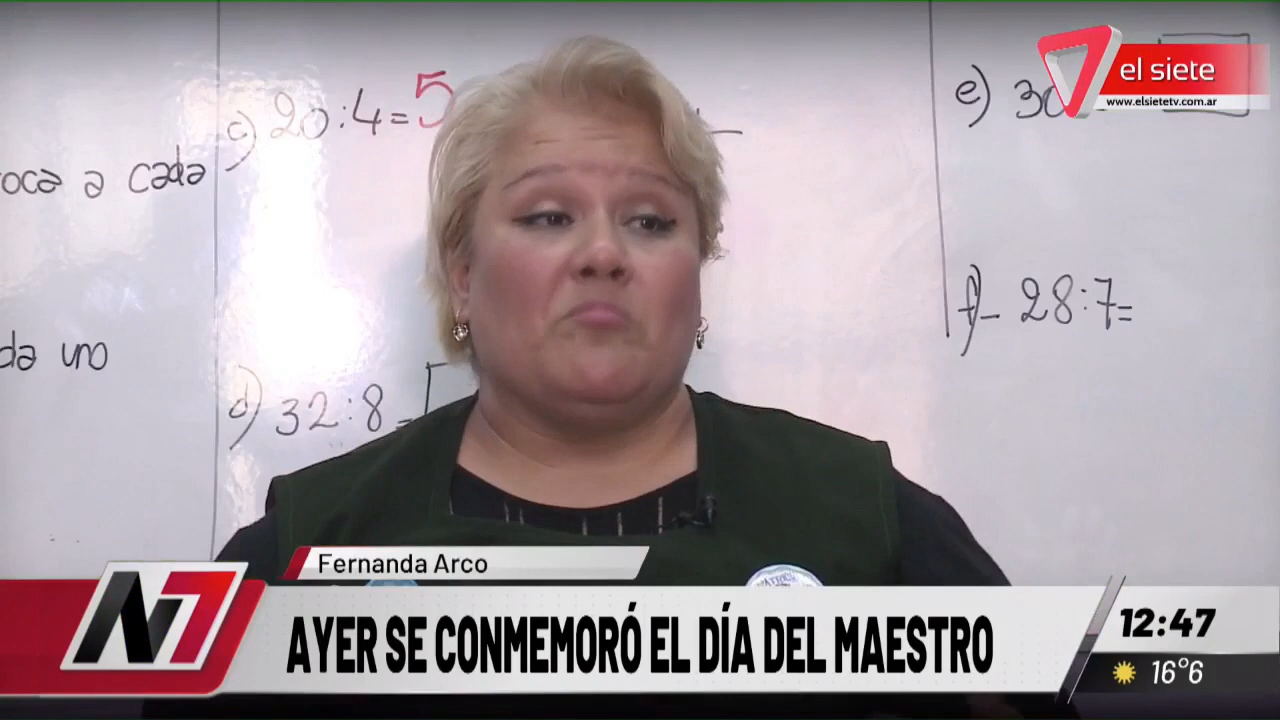 el siete
www.elsietetv.com.ar
c) 20:4=5
e) 30
oca a cada
f)- 28:7=
da uno
d) 32:8=
Fernanda Arco
N7
AYER SE CONMEMORÓ EL DÍA DEL MAESTRO
12:47
16°6